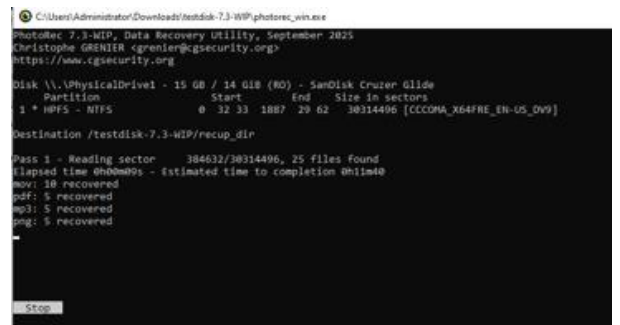 C:\Users\Administrator\Downloads\testdisk-7.3-WIP\photorec_win.exe
PhotoRec 7.3-WIP, Data Recovery Utility, September 2025
Christophe GRENIER <grenier@cgsecurity.org>
https://www.cgsecurity.org
Disk \\.\PhysicalDrive1 - 15 GB / 14 GiB (RO) - SanDisk Cruzer Glide
Partition Start End Size in sectors
1 * HPFS - NTFS 0 32 33 1887 29 62 30314496 [CCCOMA_X64FRE_EN-US_DV9]
Destination /testdisk-7.3-WIP/recup_dir
Pass 1 - Reading sector 384632/30314496, 25 files found
Elapsed time 0h00m09s - Estimated time to completion 0h11m40
mov: 10 recovered
pdf: 5 recovered
mp3: 5 recovered
png: 5 recovered
Stop